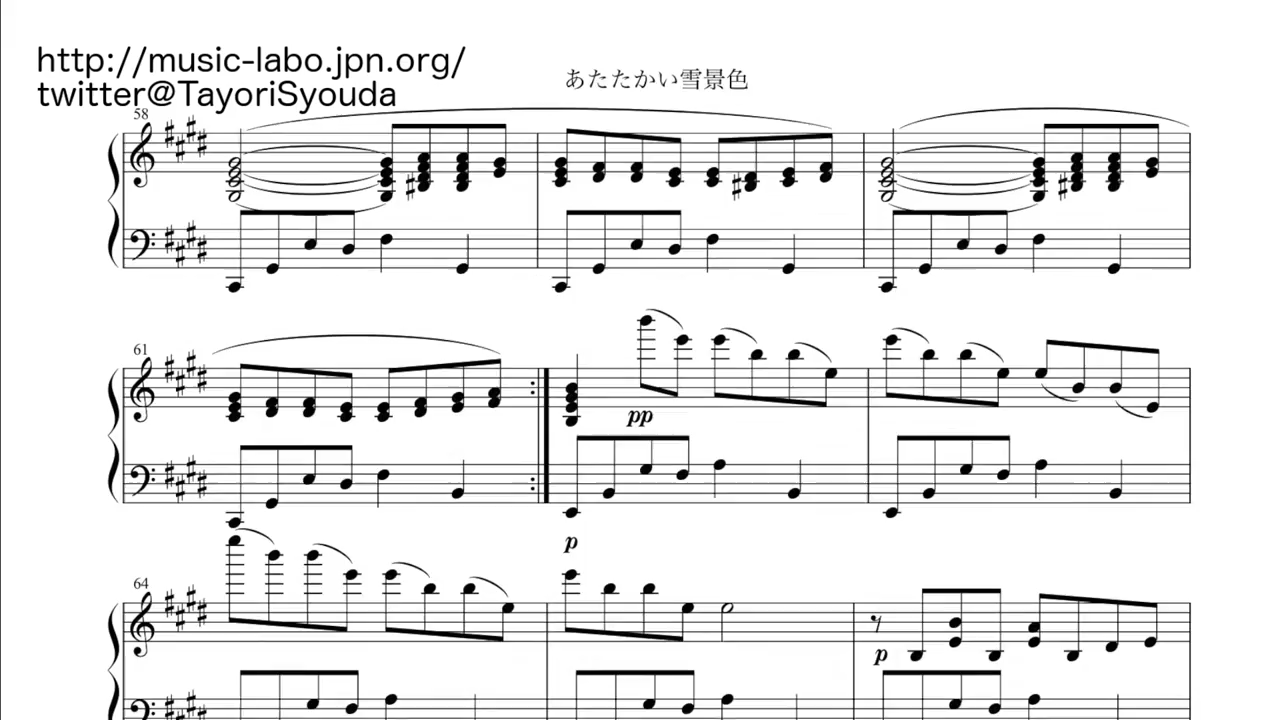 http://music-labo.jpn.org/
twitter@TayoriSyouda
あたたかい雪景色
58
61
pp
p
64
p